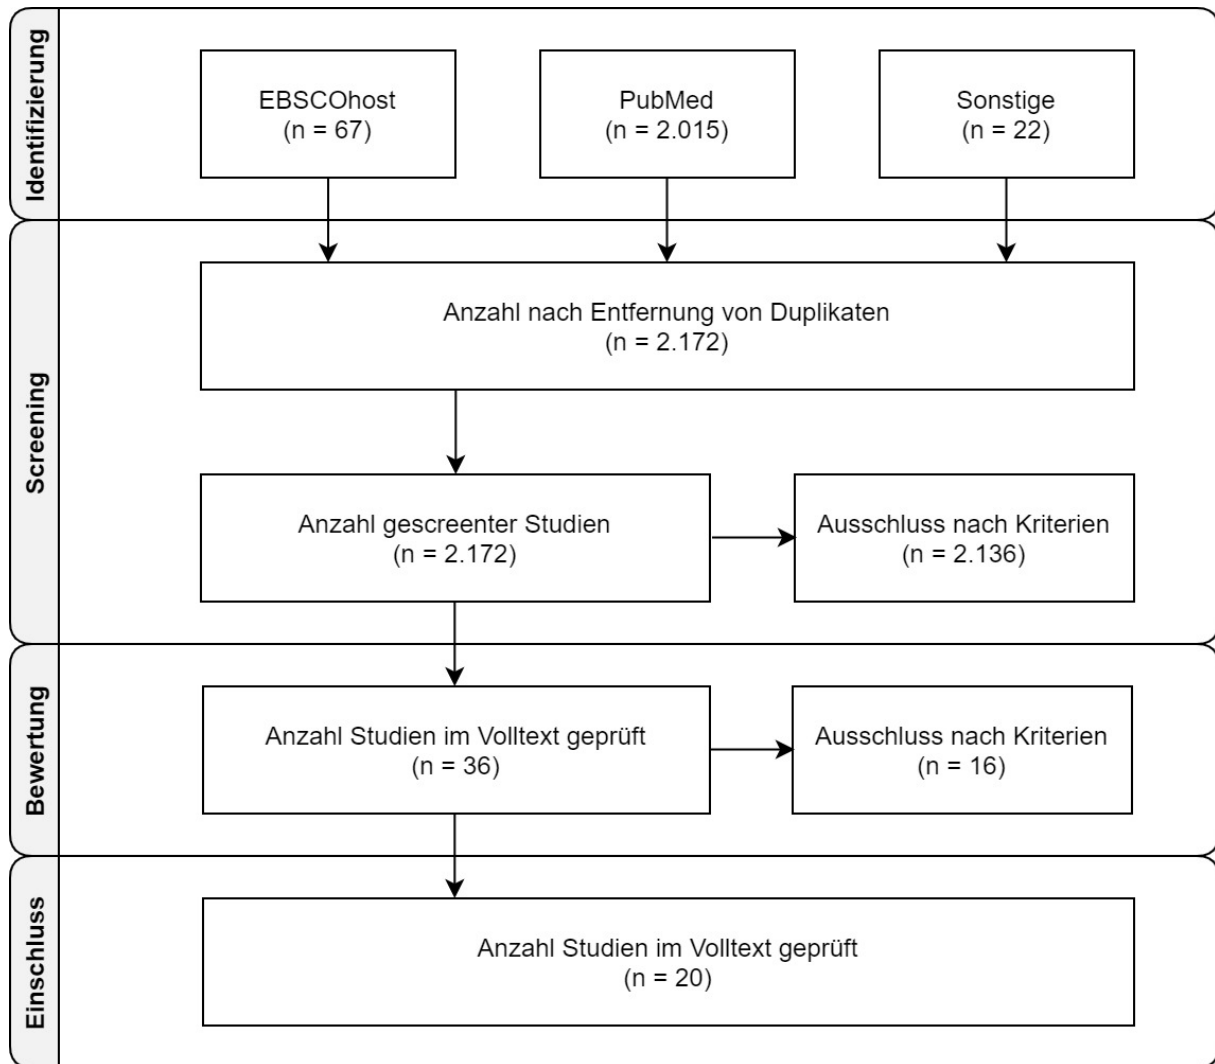 Identifizierung
EBSCOhost
(n = 67)
PubMed
(n = 2.015)
Sonstige
(n = 22)
Screening
Anzahl nach Entfernung von Duplikaten
(n = 2.172)
Anzahl gescreenter Studien
(n = 2.172)
Ausschluss nach Kriterien
(n = 2.136)
Bewertung
Anzahl Studien im Volltext geprüft
(n = 36)
Ausschluss nach Kriterien
(n = 16)
Einschluss
Anzahl Studien im Volltext geprüft
(n = 20)